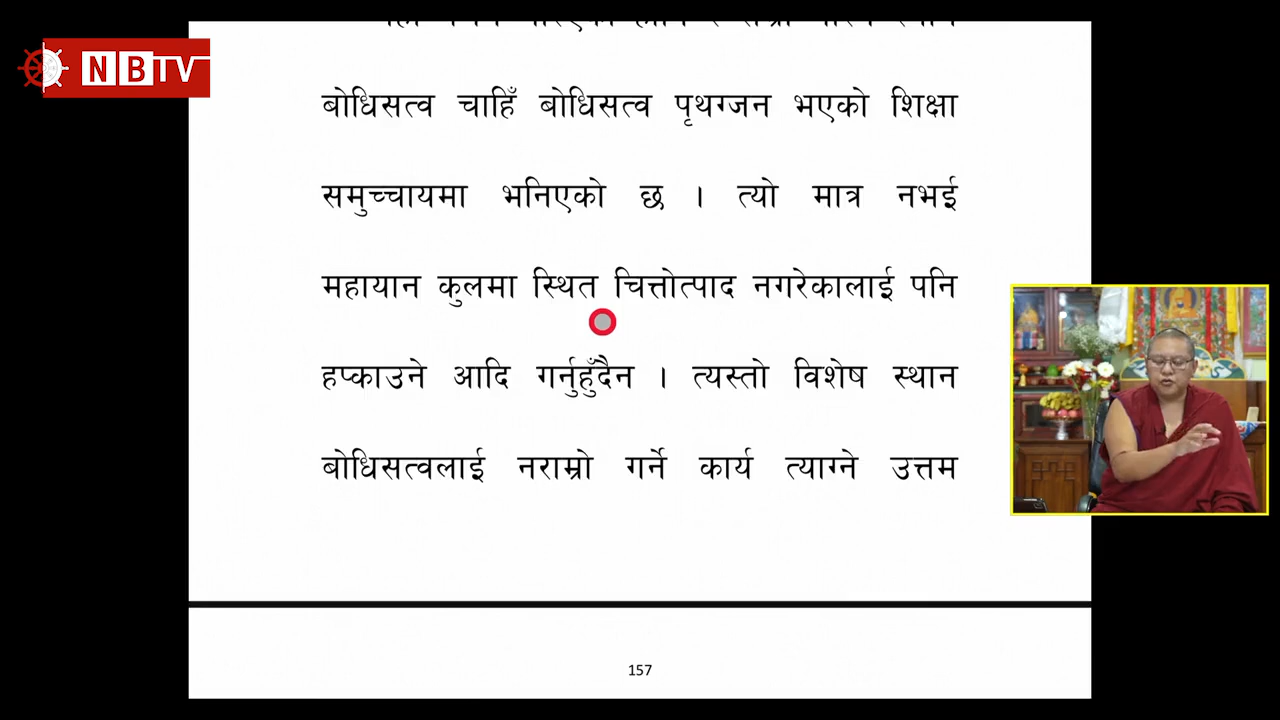 NBTV
बोधिसत्व चाहिँ बोधिसत्व पृथग्जन भएको शिक्षा
समुच्चायमा भनिएको छ । त्यो मात्र नभई
महायान कुलमा स्थित चित्तोत्पाद नगरेकालाई पनि
हप्काउने आदि गर्नुहुँदैन । त्यस्तो विशेष स्थान
बोधिसत्वलाई नराम्रो गर्ने कार्य त्याग्ने उत्तम
157